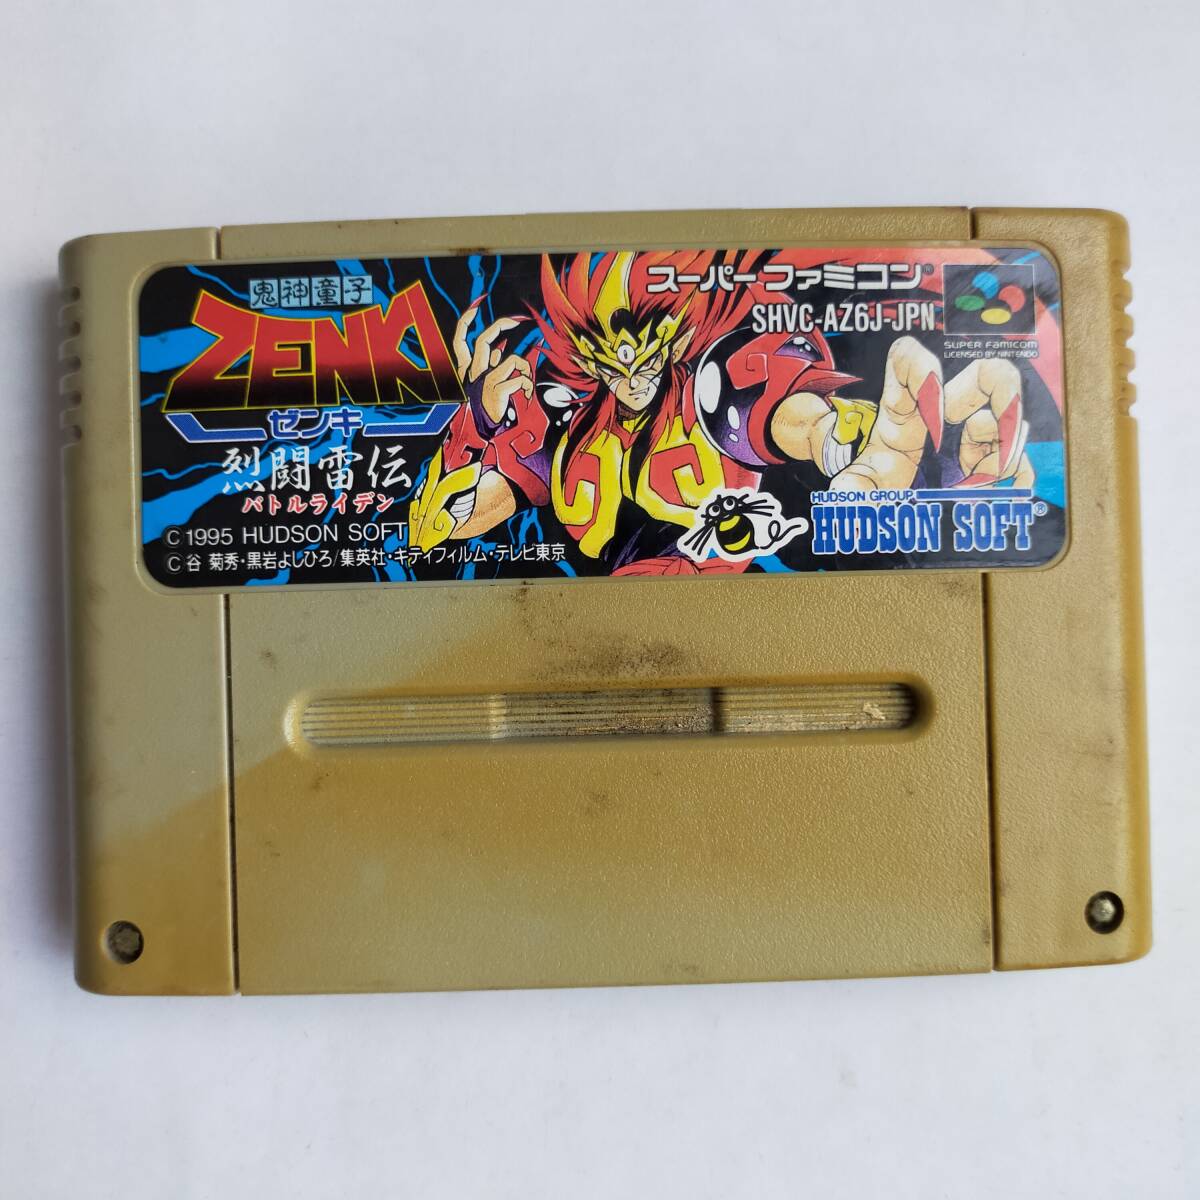 鬼神童子
ZENKI
ゼンキ
烈闘雷伝
バトルライデン
©1995 HUDSON SOFT
©谷 菊秀・黒岩よしひろ/集英社・キティフィルム・テレビ東京
スーパーファミコン®
SHVC-AZ6J-JPN
SUPER FAMICOM
LICENSED BY NINTENDO
HUDSON GROUP
HUDSON SOFT®